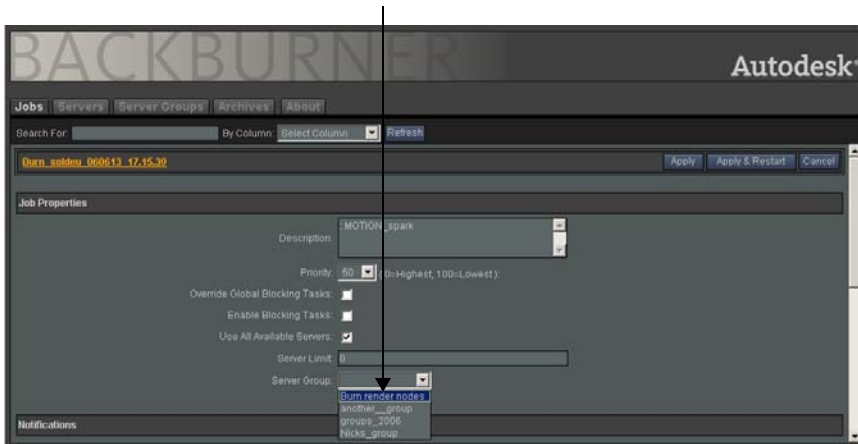 BACKBURNER
Autodesk
Jobs Servers Server Groups Archives About
Search For: By Column: Select Column Refresh
Burn_soldeu_060613_17.15.39 Apply Apply & Restart Cancel
Job Properties
Description: :MOTION_spark
Priority: 50 ( 0=Highest, 100=Lowest ):
Override Global Blocking Tasks:
Enable Blocking Tasks:
Use All Available Servers:
Server Limit: 0
Server Group:
Burn render nodes
another__group
groups_2006
Nicks_group
Notifications